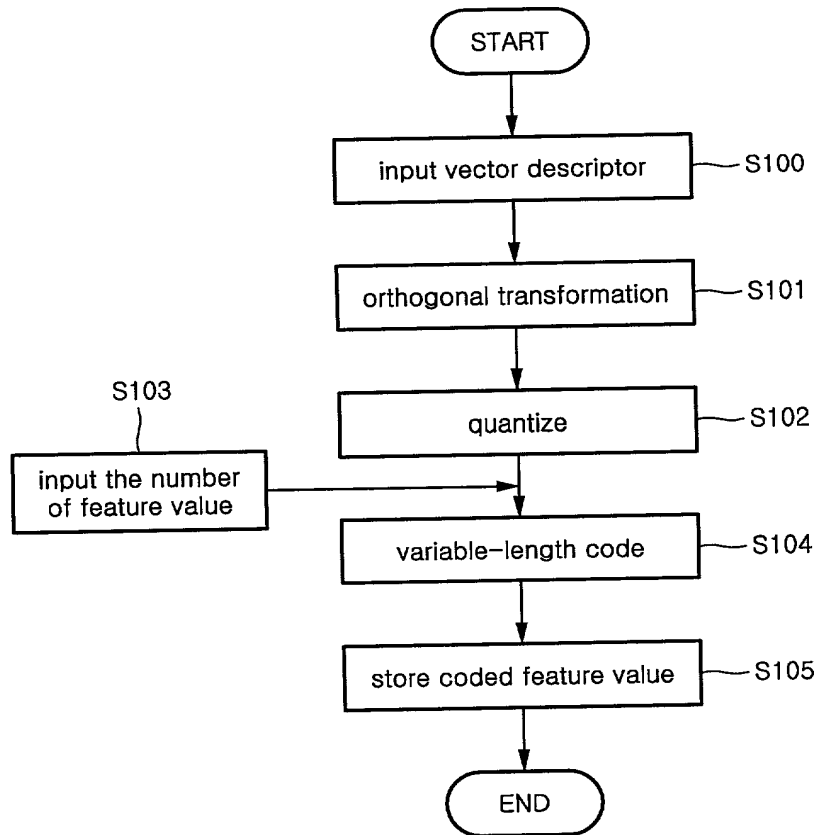 START
input vector descriptor
S100
orthogonal transformation
S101
S103
quantize
S102
input the number
of feature value
variable-length code
S104
store coded feature value
S105
END